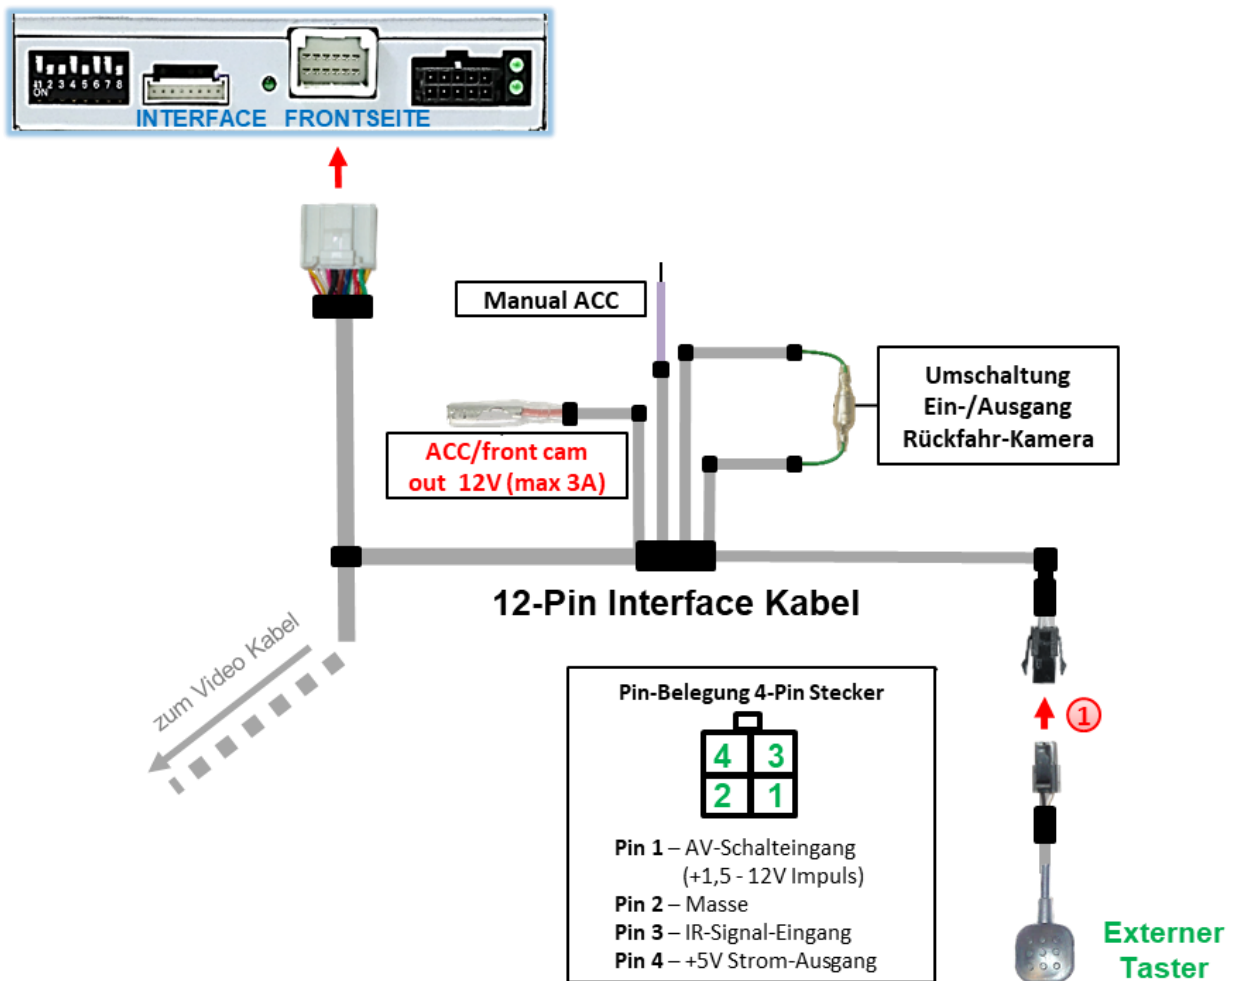 #1 2 3 4 5 6 7 8
ON
INTERFACE FRONTSEITE
Manual ACC
ACC/front cam
out 12V (max 3A)
Umschaltung
Ein-/Ausgang
Rückfahr-Kamera
12-Pin Interface Kabel
zum Video Kabel
Pin-Belegung 4-Pin Stecker
4 3
2 1
Pin 1 – AV-Schalteingang
(+1,5 - 12V Impuls)
Pin 2 – Masse
Pin 3 – IR-Signal-Eingang
Pin 4 – +5V Strom-Ausgang
1
Externer
Taster